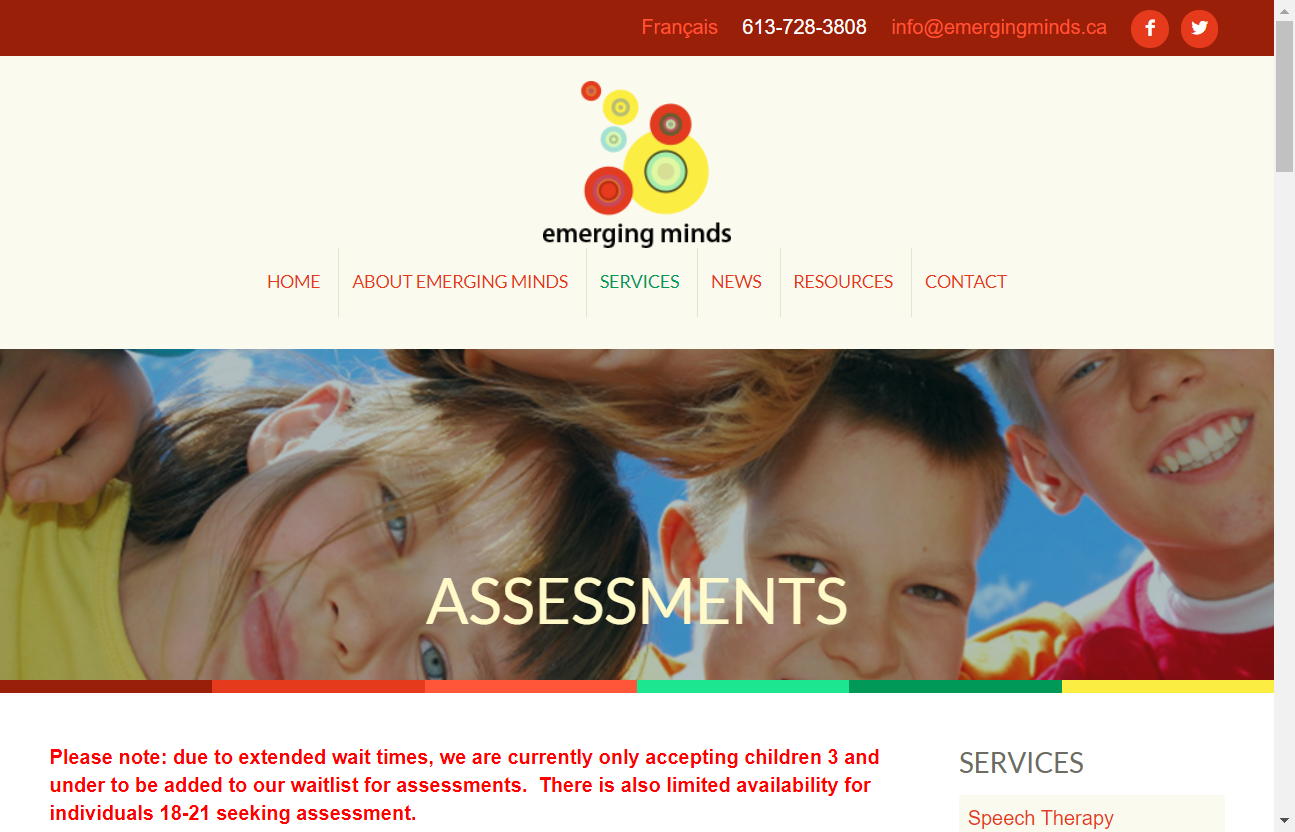 Français 613-728-3808 info@emergingminds.ca
emerging minds
HOME ABOUT EMERGING MINDS SERVICES NEWS RESOURCES CONTACT
ASSESSMENTS
Please note: due to extended wait times, we are currently only accepting children 3 and
under to be added to our waitlist for assessments.  There is also limited availability for
individuals 18-21 seeking assessment.
SERVICES
Speech Therapy